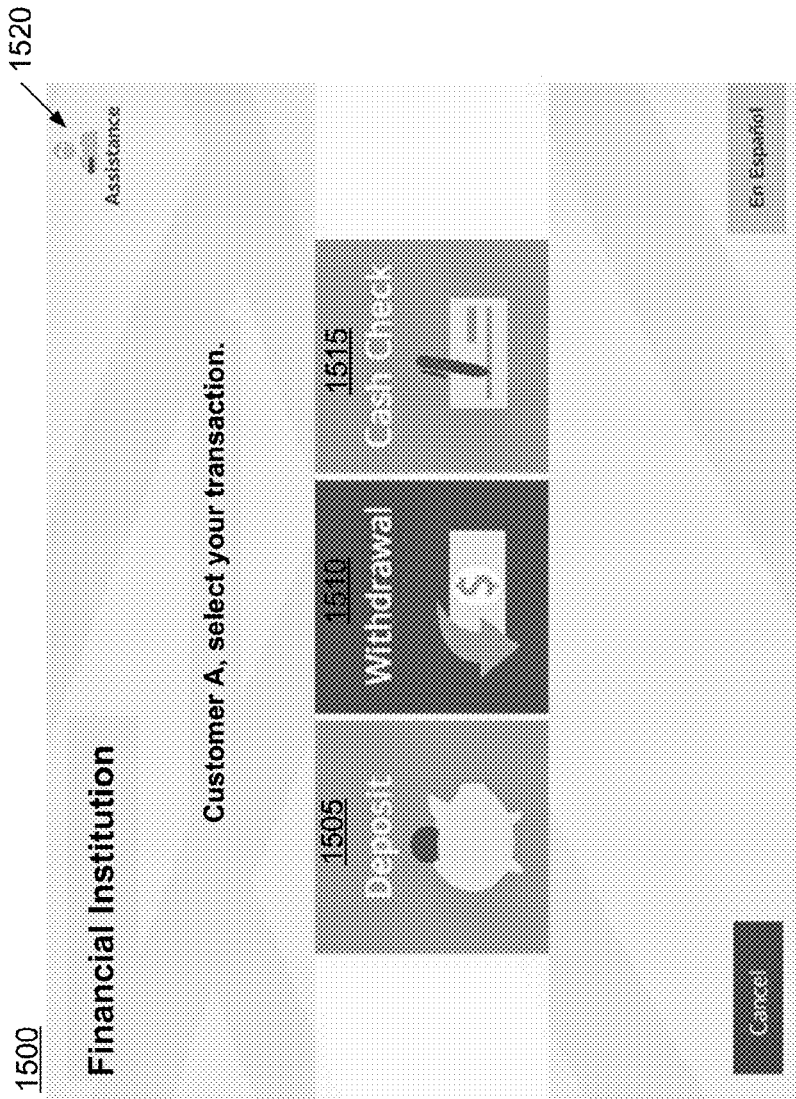 1500
1520
Financial Institution
Assistance
Customer A, select your transaction.
1505
Deposit
1510
Withdrawal
$
1515
Cash Check
Cancel
En Español